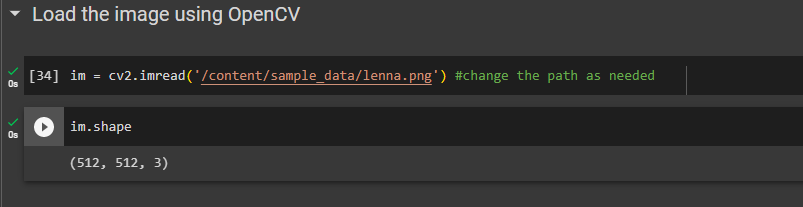 Load the image using OpenCV
[34] im = cv2.imread('/content/sample_data/lenna.png') #change the path as needed
0s
im.shape
0s
(512, 512, 3)